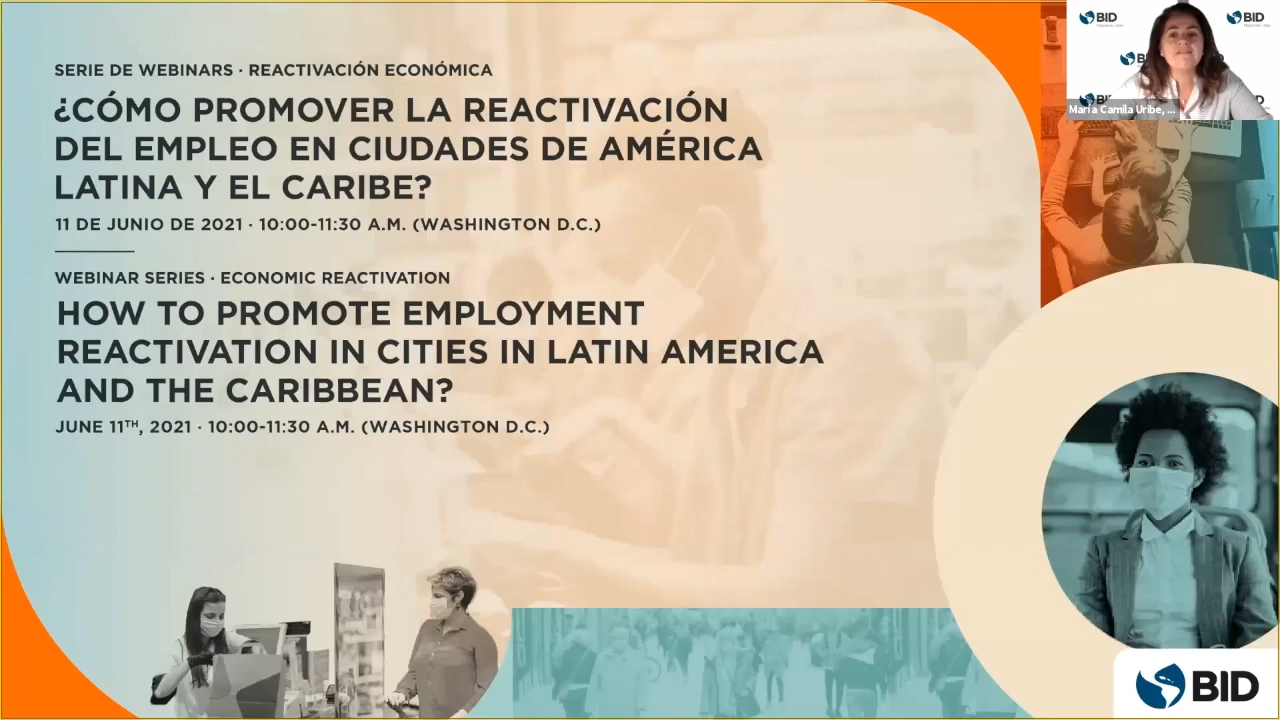 SERIE DE WEBINARS · REACTIVACIÓN ECONÓMICA
¿CÓMO PROMOVER LA REACTIVACIÓN
DEL EMPLEO EN CIUDADES DE AMÉRICA
LATINA Y EL CARIBE?
11 DE JUNIO DE 2021 · 10:00-11:30 A.M. (WASHINGTON D.C.)
WEBINAR SERIES · ECONOMIC REACTIVATION
HOW TO PROMOTE EMPLOYMENT
REACTIVATION IN CITIES IN LATIN AMERICA
AND THE CARIBBEAN?
JUNE 11TH, 2021 · 10:00-11:30 A.M. (WASHINGTON D.C.)
BID
BID
María Camila Uribe, ...
BID